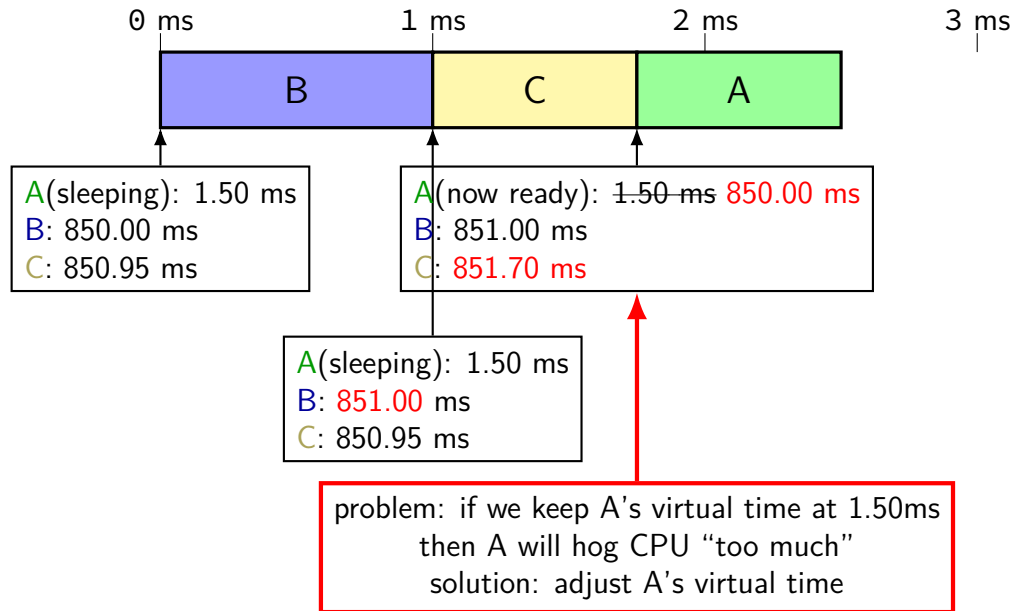 0 ms 1 ms 2 ms 3 ms
B C A
A(sleeping): 1.50 ms
B: 850.00 ms
C: 850.95 ms
A(now ready): 1.50 ms 850.00 ms
B: 851.00 ms
C: 851.70 ms
A(sleeping): 1.50 ms
B: 851.00 ms
C: 850.95 ms
problem: if we keep A's virtual time at 1.50ms
then A will hog CPU “too much”
solution: adjust A's virtual time